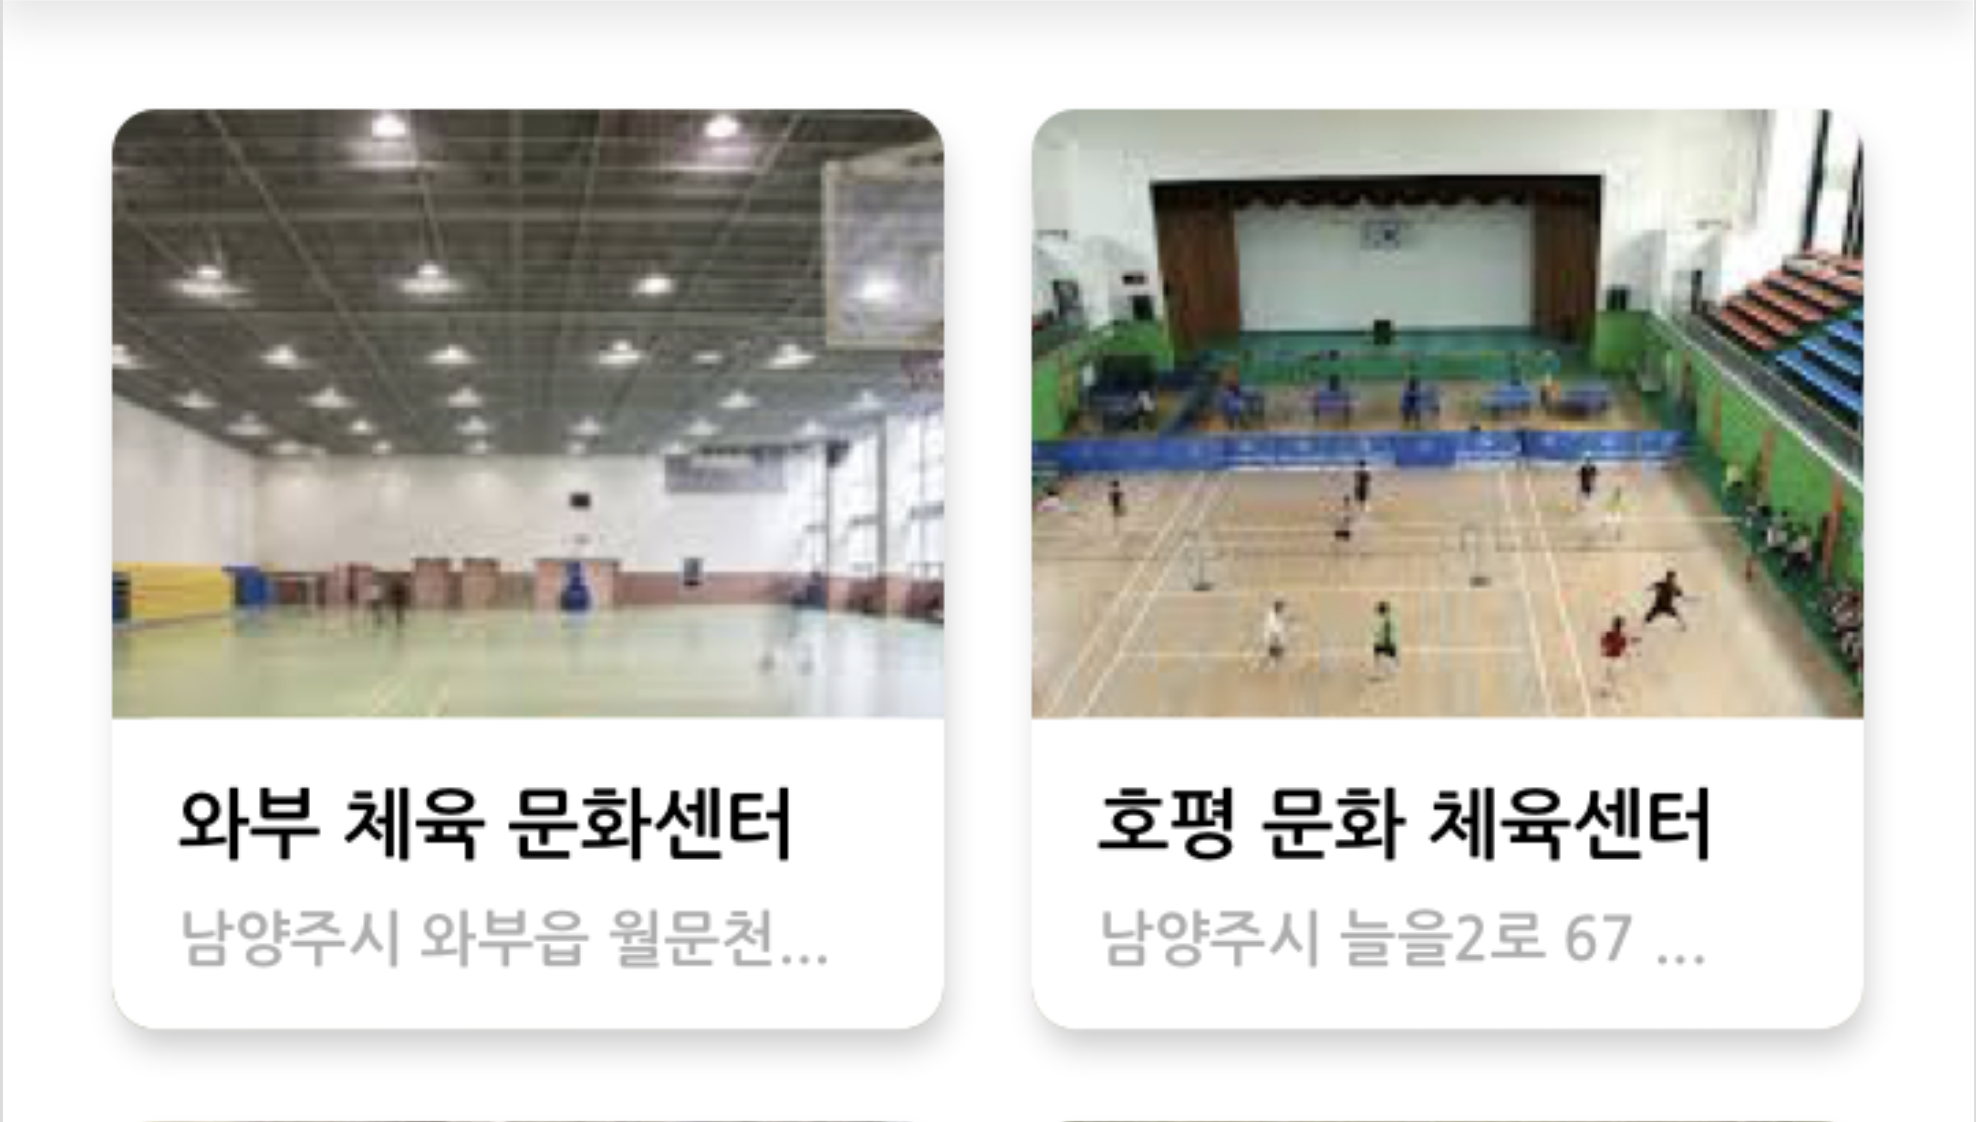 와부 체육 문화센터
남양주시 와부읍 월문천...
호평 문화 체육센터
남양주시 늘을2로 67 ...